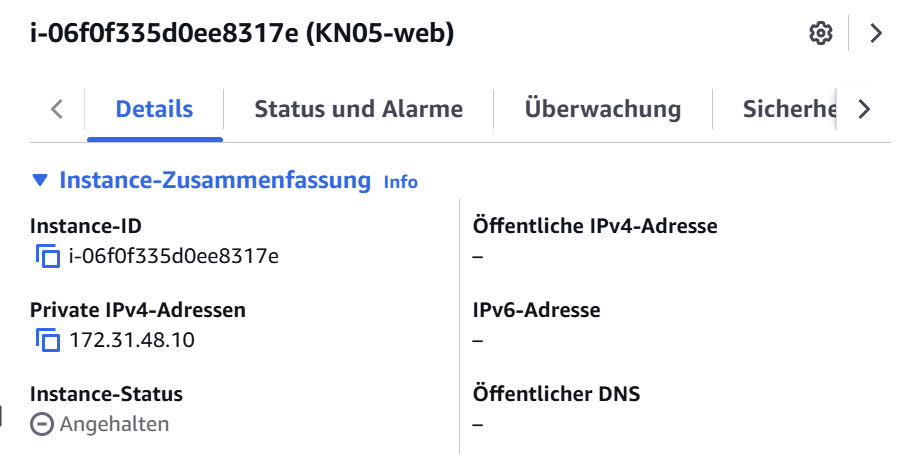 i-06f0f335d0ee8317e (KN05-web)
Details
Status und Alarme
Überwachung
Sicherhe
Instance-Zusammenfassung Info
Instance-ID
i-06f0f335d0ee8317e
Öffentliche IPv4-Adresse
–
Private IPv4-Adressen
172.31.48.10
IPv6-Adresse
–
Instance-Status
Angehalten
Öffentlicher DNS
–